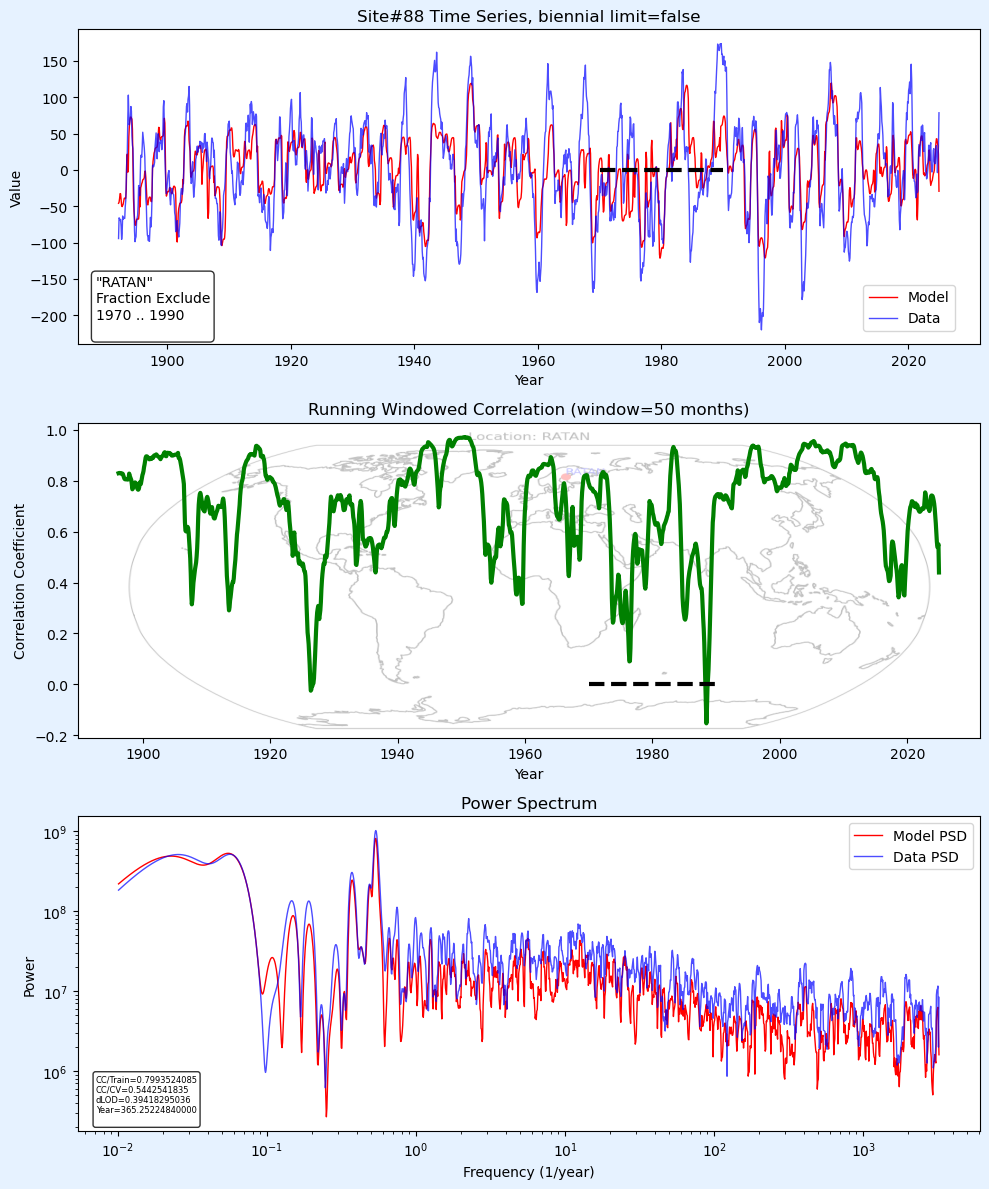 Site#88 Time Series, biennial limit=false
Value
150
100
50
0
−50
−100
−150
−200
"RATAN"
Fraction Exclude
1970 .. 1990
Model
Data
1900
1920
1940
1960
1980
2000
2020
Year
Running Windowed Correlation (window=50 months)
Location: RATAN
Correlation Coefficient
1.0
0.8
0.6
0.4
0.2
0.0
−0.2
1900
1920
1940
1960
1980
2000
2020
Year
Power Spectrum
Model PSD
Data PSD
Power
10⁹
10⁸
10⁷
10⁶
CC/Train=0.7993524085
CC/CV=0.5442541835
dLOD=0.39418295036
Year=365.25224840000
10⁻²
10⁻¹
10⁰
10¹
10²
10³
Frequency (1/year)